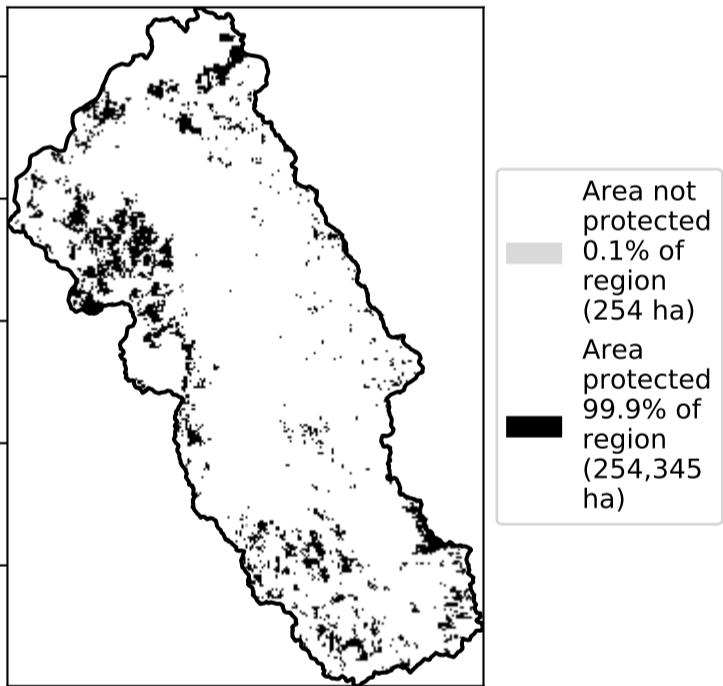 Area not
protected
0.1% of
region
(254 ha)
Area
protected
99.9% of
region
(254,345
ha)